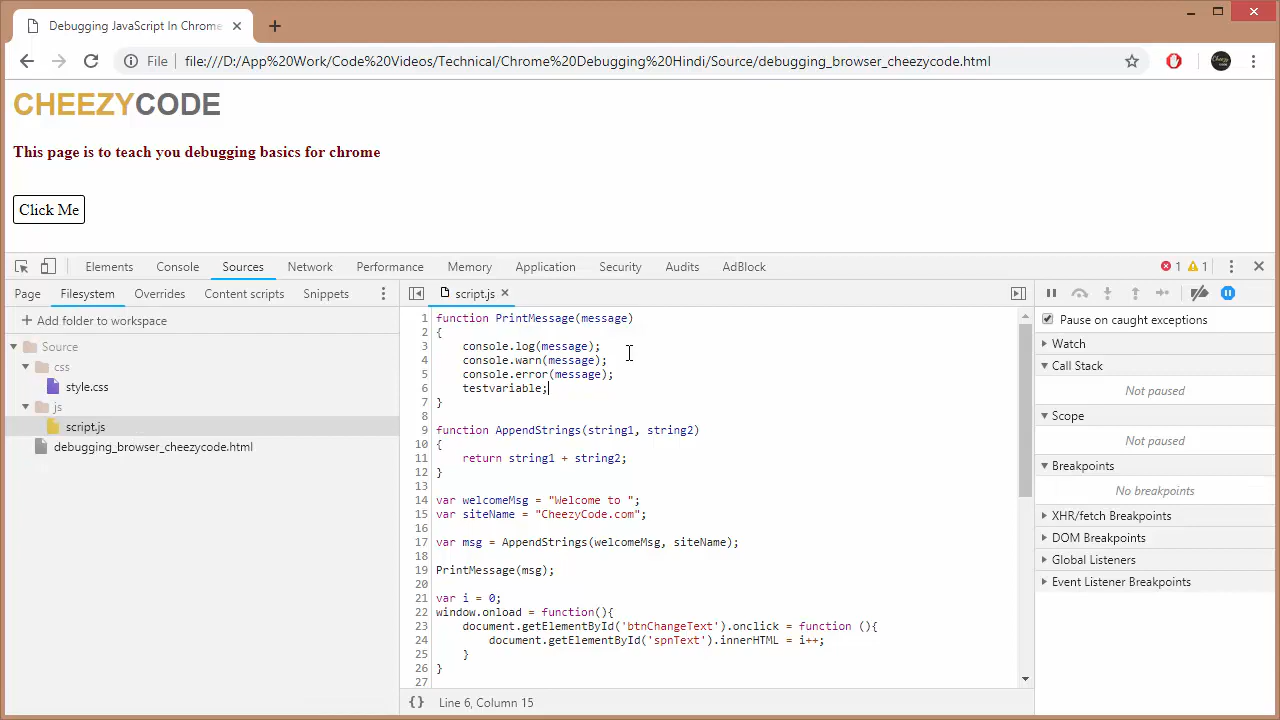 Debugging JavaScript In Chrome
File file:///D:/App%20Work/Code%20Videos/Technical/Chrome%20Debugging%20Hindi/Source/debugging_browser_cheezycode.html
CHEEZYCODE
This page is to teach you debugging basics for chrome
Click Me
Elements Console Sources Network Performance Memory Application Security Audits AdBlock 1 1
Page Filesystem Overrides Content scripts Snippets
script.js
Add folder to workspace
Source
css
style.css
js
script.js
debugging_browser_cheezycode.html
1 function PrintMessage(message)
2 {
3 console.log(message);
4 console.warn(message);
5 console.error(message);
6 testvariable;
7 }
8
9 function AppendStrings(string1, string2)
10 {
11 return string1 + string2;
12 }
13
14 var welcomeMsg = "Welcome to ";
15 var siteName = "CheezyCode.com";
16
17 var msg = AppendStrings(welcomeMsg, siteName);
18
19 PrintMessage(msg);
20
21 var i = 0;
22 window.onload = function(){
23 document.getElementById('btnChangeText').onclick = function (){
24 document.getElementById('spnText').innerHTML = i++;
25 }
26 }
27
{} Line 6, Column 15
Pause on caught exceptions
Watch
Call Stack
Not paused
Scope
Not paused
Breakpoints
No breakpoints
XHR/fetch Breakpoints
DOM Breakpoints
Global Listeners
Event Listener Breakpoints